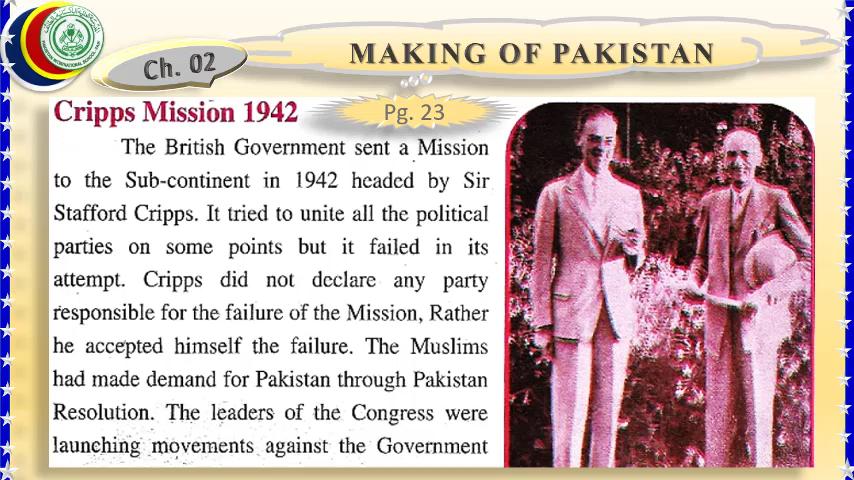 Ch. 02
MAKING OF PAKISTAN
Pg. 23
Cripps Mission 1942
The British Government sent a Mission
to the Sub-continent in 1942 headed by Sir
Stafford Cripps. It tried to unite all the political
parties on some points but it failed in its
attempt. Cripps did not declare any party
responsible for the failure of the Mission, Rather
he accepted himself the failure. The Muslims
had made demand for Pakistan through Pakistan
Resolution. The leaders of the Congress were
launching movements against the Government